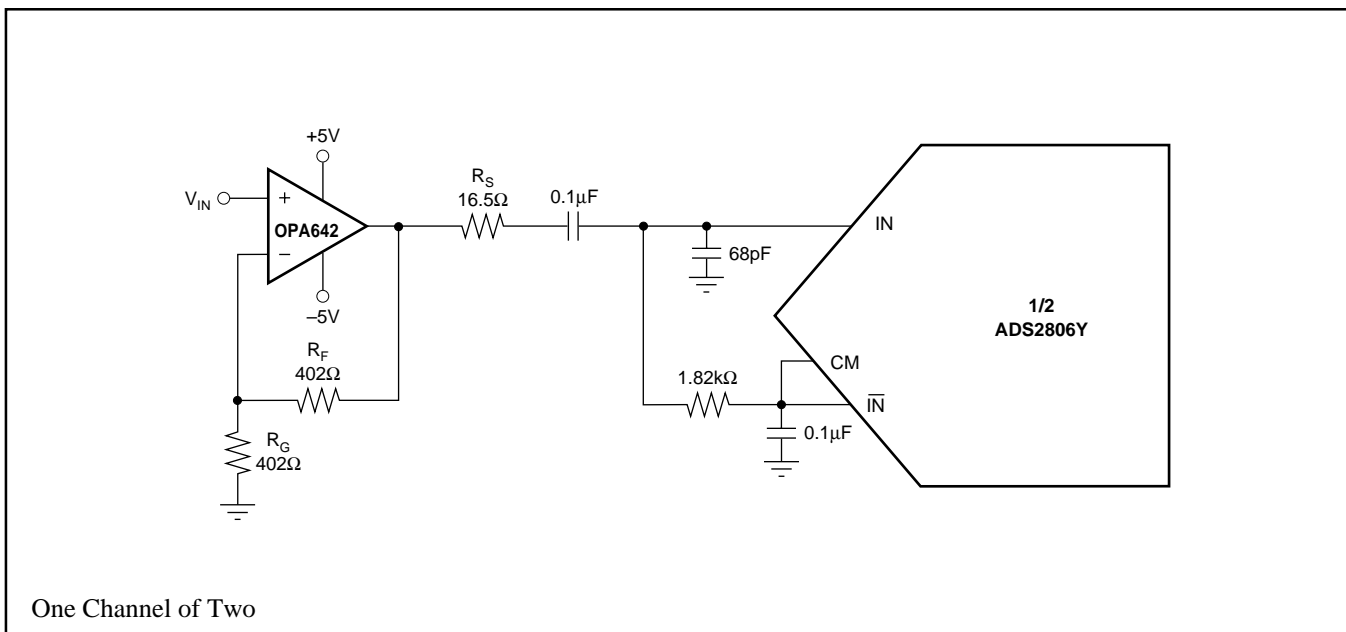 +5V
V_IN
+
OPA642
–
–5V
R_S
16.5Ω
0.1μF
68pF
IN
1/2
ADS2806Y
CM
I̅N̅
R_F
402Ω
1.82kΩ
0.1μF
R_G
402Ω
One Channel of Two